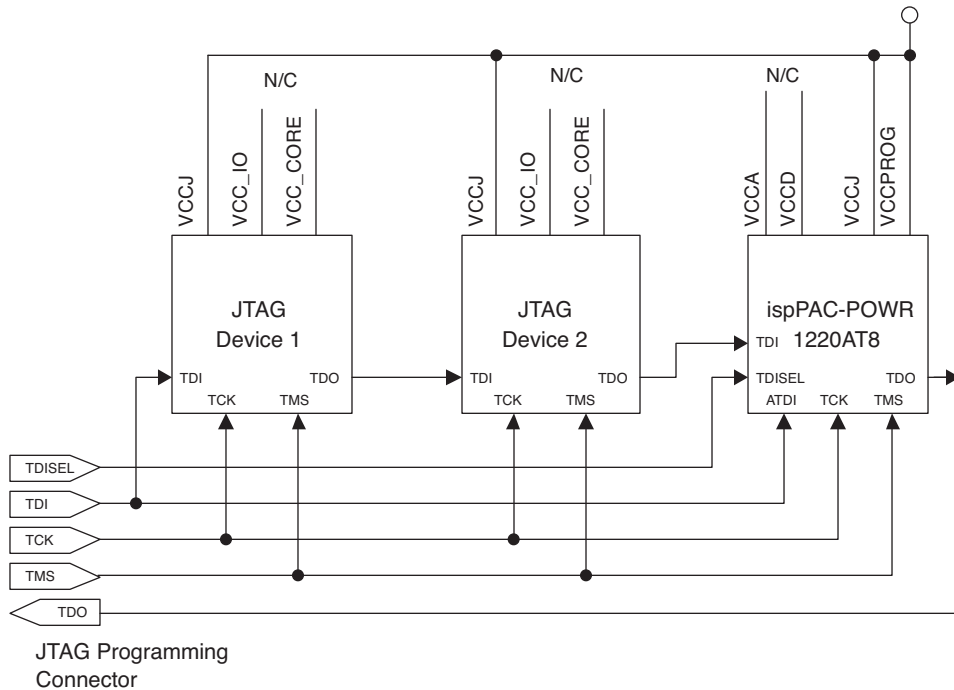 N/C
N/C
N/C
VCCJ
VCC_IO
VCC_CORE
VCCJ
VCC_IO
VCC_CORE
VCCA
VCCD
VCCJ
VCCPROG
JTAG
Device 1
TDI
TDO
TCK
TMS
JTAG
Device 2
TDI
TDO
TCK
TMS
ispPAC-POWR
1220AT8
TDI
TDISEL
TDO
ATDI
TCK
TMS
TDISEL
TDI
TCK
TMS
TDO
JTAG Programming
Connector